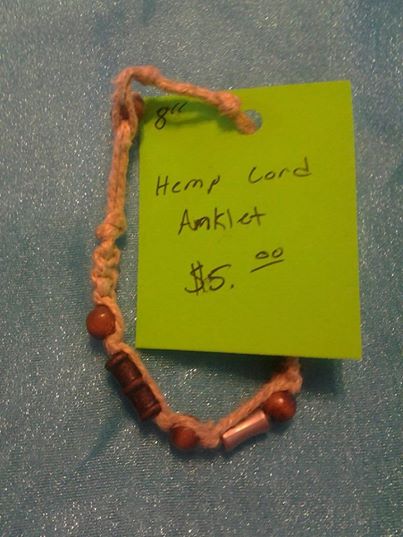 8"
Hemp Cord
Anklet
$5.00